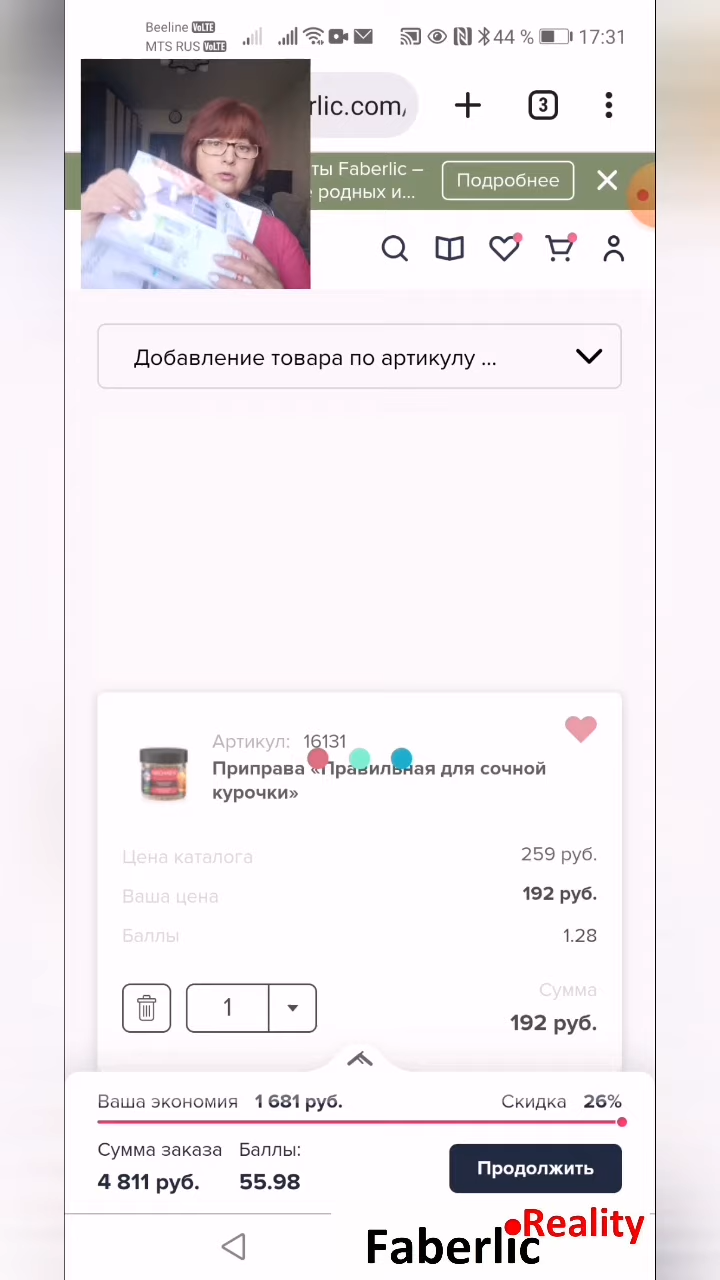 Beeline VoLTE
MTS RUS VoLTE
44 % 17:31
rlic.com/
3
ты Faberlic –
родных и...
Подробнее
Добавление товара по артикулу ...
Артикул: 16131
Приправа «Правильная для сочной
курочки»
Цена каталога 259 руб.
Ваша цена 192 руб.
Баллы 1.28
1
Сумма
192 руб.
Ваша экономия 1 681 руб. Скидка 26%
Сумма заказа Баллы:
4 811 руб. 55.98
Продолжить
Reality
Faberlic